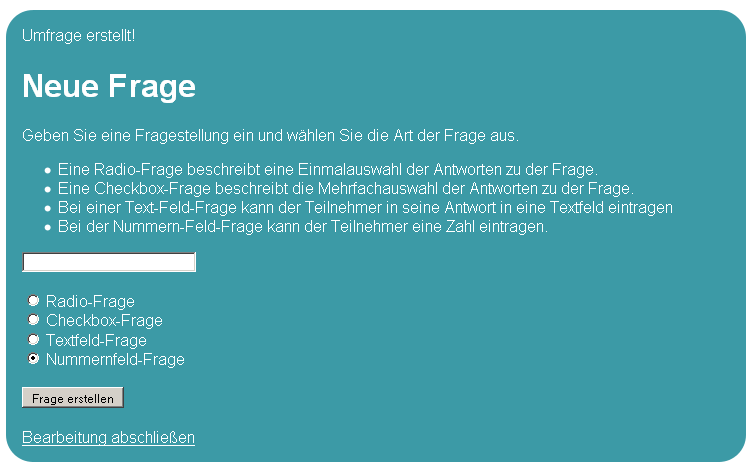 Umfrage erstellt!
Neue Frage
Geben Sie eine Fragestellung ein und wählen Sie die Art der Frage aus.
Eine Radio-Frage beschreibt eine Einmalauswahl der Antworten zu der Frage.
Eine Checkbox-Frage beschreibt die Mehrfachauswahl der Antworten zu der Frage.
Bei einer Text-Feld-Frage kann der Teilnehmer in seine Antwort in eine Textfeld eintragen
Bei der Nummern-Feld-Frage kann der Teilnehmer eine Zahl eintragen.
Radio-Frage
Checkbox-Frage
Textfeld-Frage
Nummernfeld-Frage
Frage erstellen
Bearbeitung abschließen